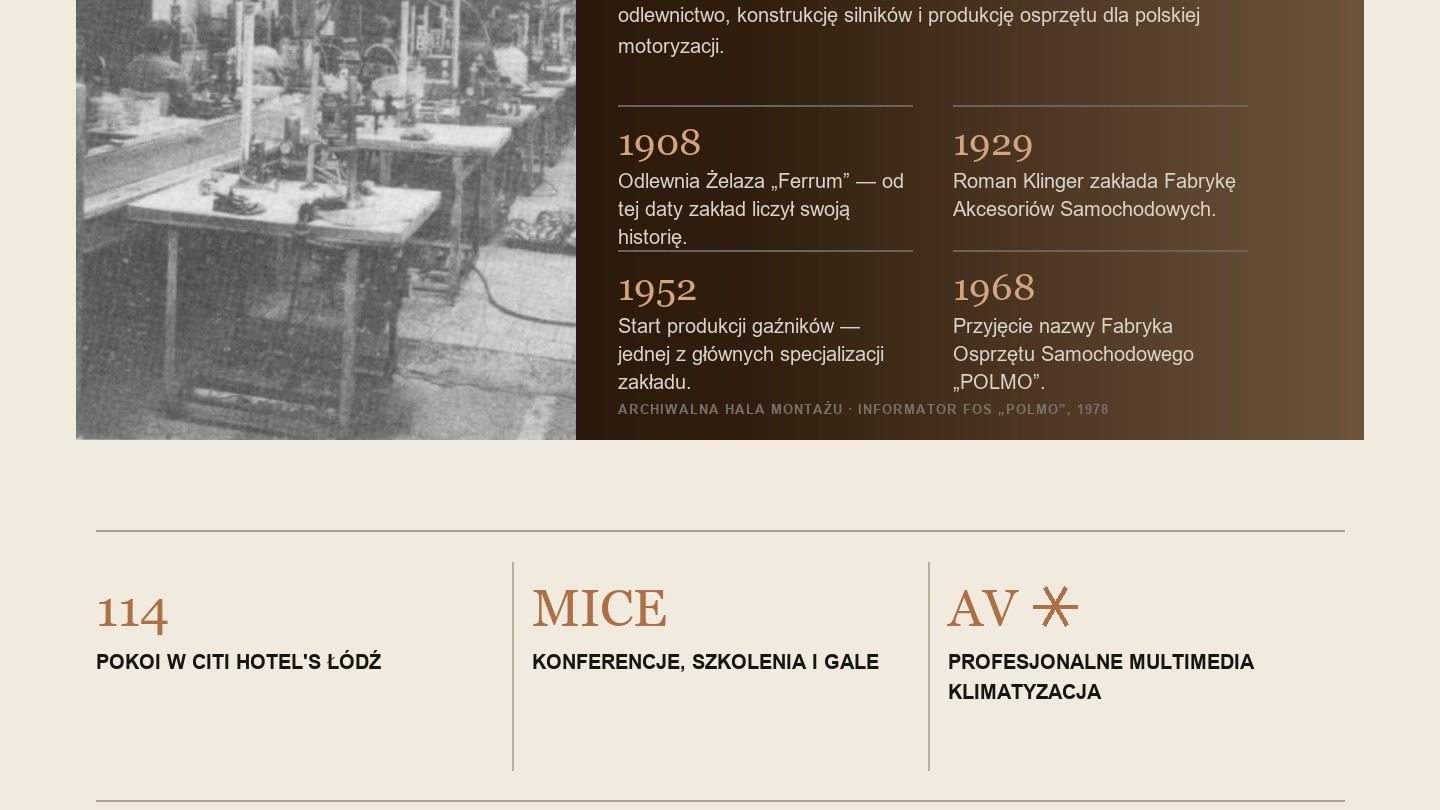 odlewnictwo, konstrukcję silników i produkcję osprzętu dla polskiej
motoryzacji.
1908
Odlewnia Żelaza „Ferrum” — od
tej daty zakład liczył swoją
historię.
1929
Roman Klinger zakłada Fabrykę
Akcesoriów Samochodowych.
1952
Start produkcji gaźników —
jednej z głównych specjalizacji
zakładu.
1968
Przyjęcie nazwy Fabryka
Osprzętu Samochodowego
„POLMO”.
ARCHIWALNA HALA MONTAŻU · INFORMATOR FOS „POLMO”, 1978
114
POKOI W CITI HOTEL'S ŁÓDŹ
MICE
KONFERENCJE, SZKOLENIA I GALE
AV
PROFESJONALNE MULTIMEDIA
KLIMATYZACJA